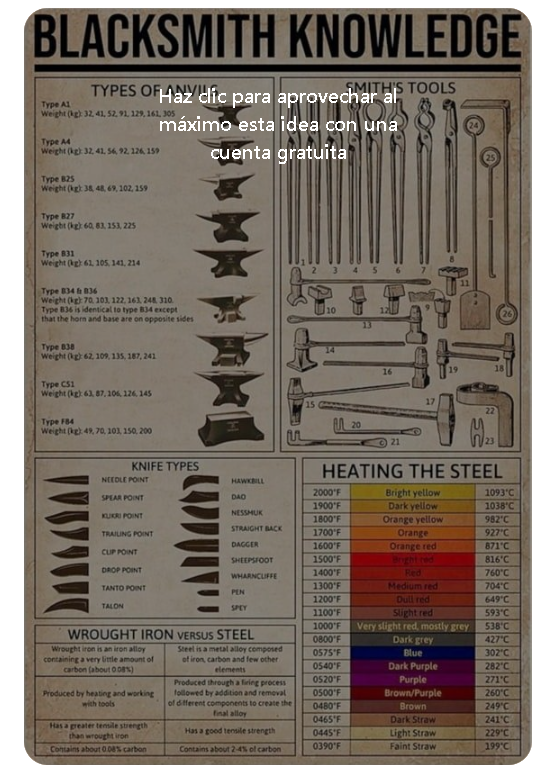 BLACKSMITH KNOWLEDGE
TYPES OF ANVIL
Haz clic para aprovechar al
máximo esta idea con una
cuenta gratuita
Type A1
Weight (kg): 32, 41, 52, 91, 129, 161, 305
Type A4
Weight (kg): 32, 41, 56, 92, 126, 159
Type B25
Weight (kg): 38, 48, 69, 102, 159
Type B27
Weight (kg): 60, 83, 153, 225
Type B31
Weight (kg): 61, 105, 141, 214
Type B34 & B36
Weight (kg): 70, 103, 122, 163, 248, 310.
Type B36 is identical to type B34 except
that the horn and base are on opposite sides
Type B38
Weight (kg): 62, 109, 135, 187, 241
Type CS1
Weight (kg): 63, 87, 106, 126, 145
Type FB4
Weight (kg): 49, 70, 103, 150, 200
SMITH'S TOOLS
24
25
1 2 3 4 5 6 7 8
11
10 12 9
26
13
14
16 19 18
15 17
22
20
21 23
KNIFE TYPES
NEEDLE POINT
SPEAR POINT
KUKRI POINT
TRAILING POINT
CLIP POINT
DROP POINT
TANTO POINT
TALON
HAWKBILL
DAO
NESSMUK
STRAIGHT BACK
DAGGER
SHEEPSFOOT
WHARNCLIFFE
PEN
SPEY
WROUGHT IRON VERSUS STEEL
Wrought iron is an iron alloy
containing a very little amount of
carbon (about 0.08%)
Steel is a metal alloy composed
of iron, carbon and few other
elements
Produced by heating and working
with tools
Produced through a firing process
followed by addition and removal
of different components to create the
final alloy
Has a greater tensile strength
than wrought iron
Has a good tensile strength
Contains about 0.08% carbon
Contains about 2-4% of carbon
HEATING THE STEEL
2000°F Bright yellow 1093°C
1900°F Dark yellow 1038°C
1800°F Orange yellow 982°C
1700°F Orange 927°C
1600°F Orange red 871°C
1500°F Bright red 816°C
1400°F Red 760°C
1300°F Medium red 704°C
1200°F Dull red 649°C
1100°F Slight red 593°C
1000°F Very slight red, mostly grey 538°C
0800°F Dark grey 427°C
0575°F Blue 302°C
0540°F Dark Purple 282°C
0520°F Purple 271°C
0500°F Brown/Purple 260°C
0480°F Brown 249°C
0465°F Dark Straw 241°C
0445°F Light Straw 229°C
0390°F Faint Straw 199°C